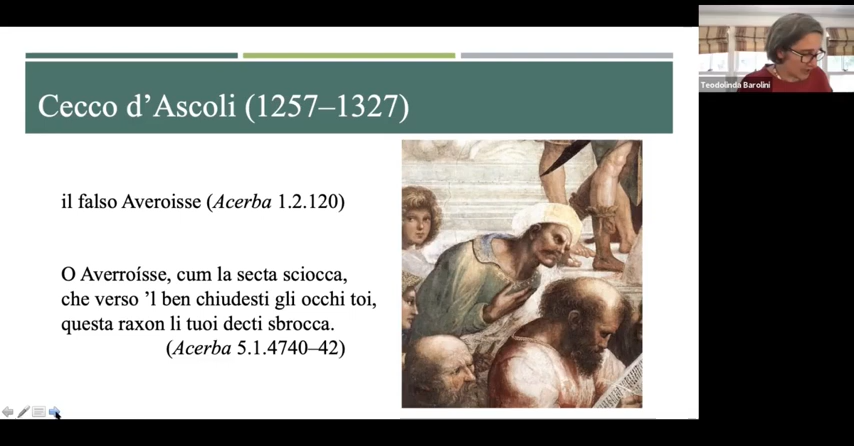 Cecco d’Ascoli (1257–1327)
il falso Averoisse (Acerba 1.2.120)
O Averroísse, cum la secta sciocca,
che verso ’l ben chiudesti gli occhi toi,
questa raxon li tuoi decti sbrocca.
(Acerba 5.1.4740–42)
Teodolinda Barolini